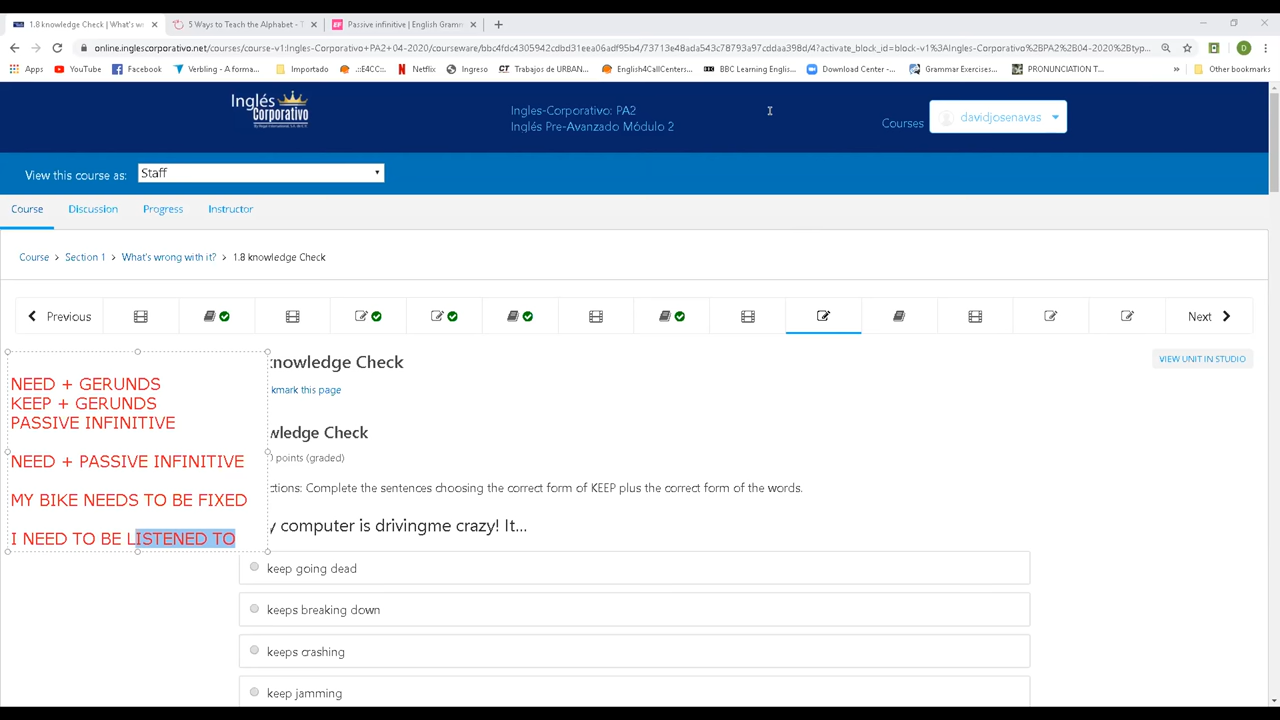 1.8 knowledge Check | What's wr
5 Ways to Teach the Alphabet - T
Passive infinitive | English Gramm
online.inglescorporativo.net/courses/course-v1:Ingles-Corporativo+PA2+04-2020/courseware/bbc4fdc4305942cdbd31eea06adf95b4/73713e48ada543c78793a97cddaa398d/4?activate_block_id=block-v1%3AIngles-Corporativo%2BPA2%2B04-2020%2Btyp...
D
Apps YouTube Facebook Verbling - A forma... Importado .::E4CC::. Netflix Ingreso CT Trabajos de URBAN... English4CallCenters... BBC Learning English... Download Center -... Grammar Exercises... PRONUNCIATION T... » Other bookmarks
Inglés
Corporativo
Ingles-Corporativo: PA2
Inglés Pre-Avanzado Módulo 2
Courses
davidjosenavas
View this course as: Staff
Course Discussion Progress Instructor
Course > Section 1 > What's wrong with it? > 1.8 knowledge Check
Previous
Next
knowledge Check
VIEW UNIT IN STUDIO
kmark this page
NEED + GERUNDS
KEEP + GERUNDS
PASSIVE INFINITIVE
NEED + PASSIVE INFINITIVE
MY BIKE NEEDS TO BE FIXED
I NEED TO BE LISTENED TO
wledge Check
points (graded)
ctions: Complete the sentences choosing the correct form of KEEP plus the correct form of the words.
y computer is drivingme crazy! It...
keep going dead
keeps breaking down
keeps crashing
keep jamming